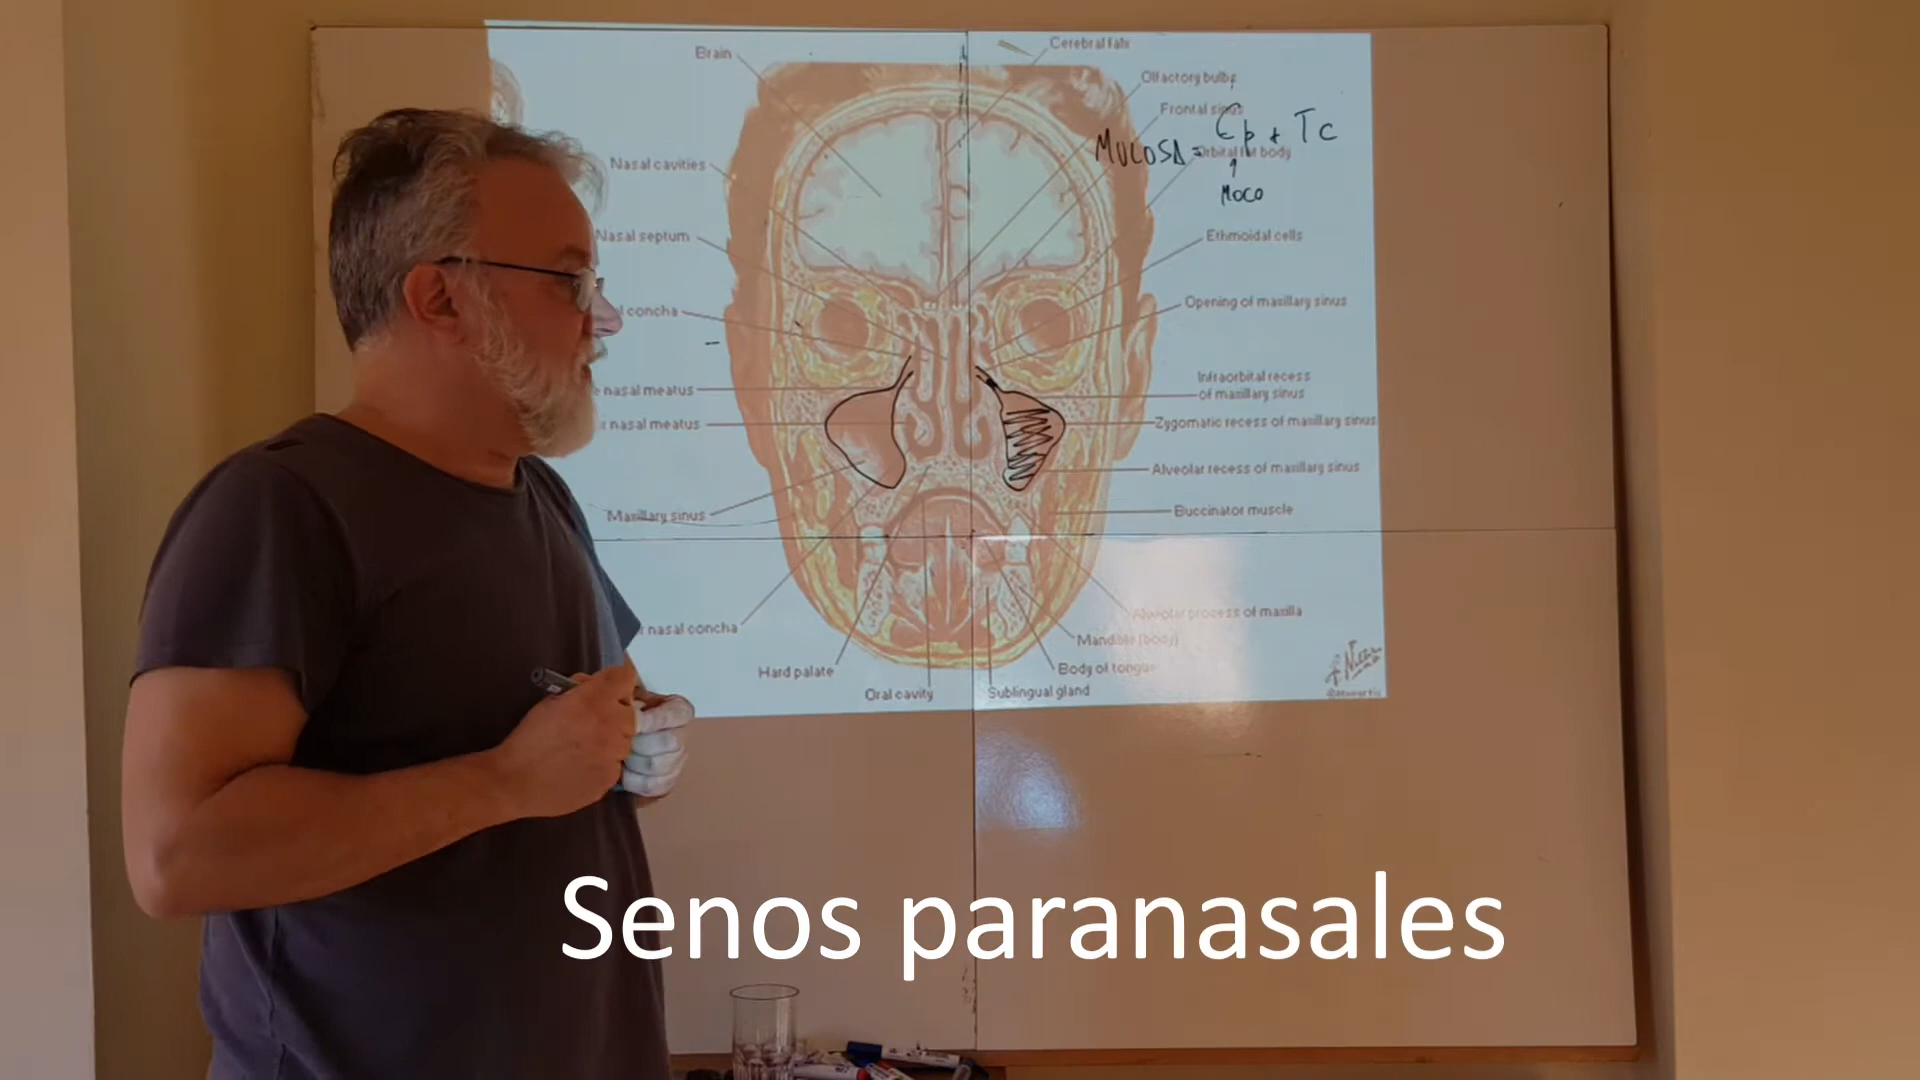 Brain
Cerebral falx
Olfactory bulbs
Frontal sinus
MUCOSA = Ep + Tc
Orbital fat body
Moco
Nasal cavities
Nasal septum
Ethmoidal cells
concha
Opening of maxillary sinus
nasal meatus
Infraorbital recess
of maxillary sinus
nasal meatus
Zygomatic recess of maxillary sinus
Alveolar recess of maxillary sinus
Maxillary sinus
Buccinator muscle
nasal concha
Alveolar process of maxilla
Mandible (body)
Hard palate
Body of tongue
Oral cavity
Sublingual gland
Senos paranasales